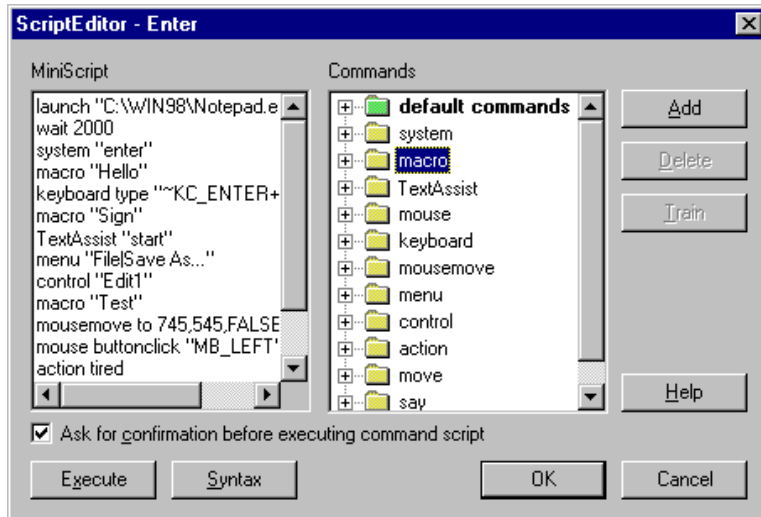 ScriptEditor - Enter
MiniScript
launch "C:\WIN98\Notepad.e
wait 2000
system "enter"
macro "Hello"
keyboard type "~KC_ENTER+
macro "Sign"
TextAssist "start"
menu "File|Save As..."
control "Edit1"
macro "Test"
mousemove to 745,545,FALSE
mouse buttonclick "MB_LEFT"
action tired
Commands
default commands
system
macro
TextAssist
mouse
keyboard
mousemove
menu
control
action
move
say
Add
Delete
Train
Help
Ask for confirmation before executing command script
Execute
Syntax
OK
Cancel